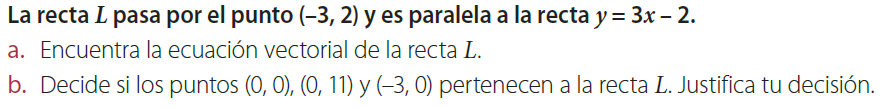 La recta L pasa por el punto (–3, 2) y es paralela a la recta y = 3x – 2.
a. Encuentra la ecuación vectorial de la recta L.
b. Decide si los puntos (0, 0), (0, 11) y (–3, 0) pertenecen a la recta L. Justifica tu decisión.